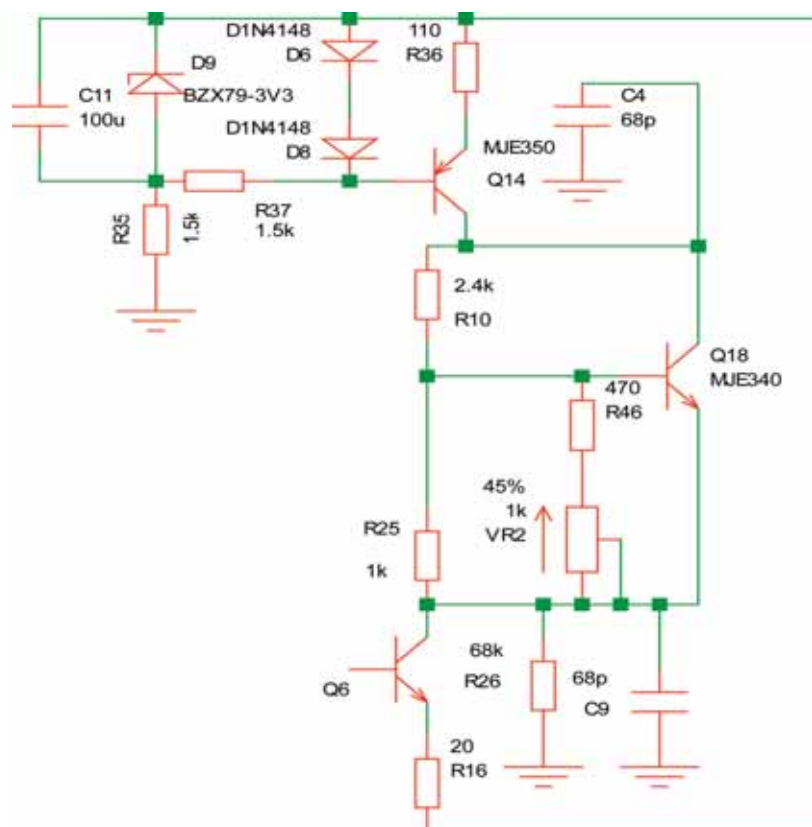 D1N4148
D6
110
R36
D9
BZX79-3V3
C11
100u
C4
68p
D1N4148
D8
MJE350
Q14
R35
1.5k
R37
1.5k
2.4k
R10
Q18
MJE340
470
R46
45%
1k
VR2
R25
1k
68k
R26
68p
C9
Q6
20
R16